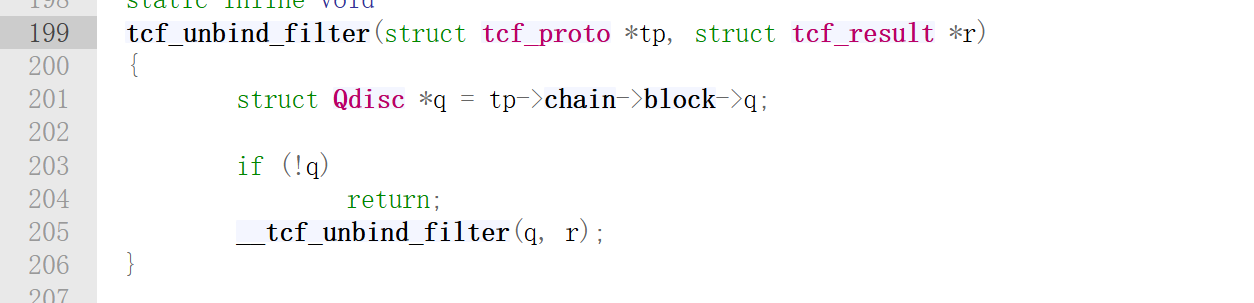 198 static inline void
199 tcf_unbind_filter(struct tcf_proto *tp, struct tcf_result *r)
200 {
201 struct Qdisc *q = tp->chain->block->q;
202
203 if (!q)
204 return;
205 __tcf_unbind_filter(q, r);
206 }
207